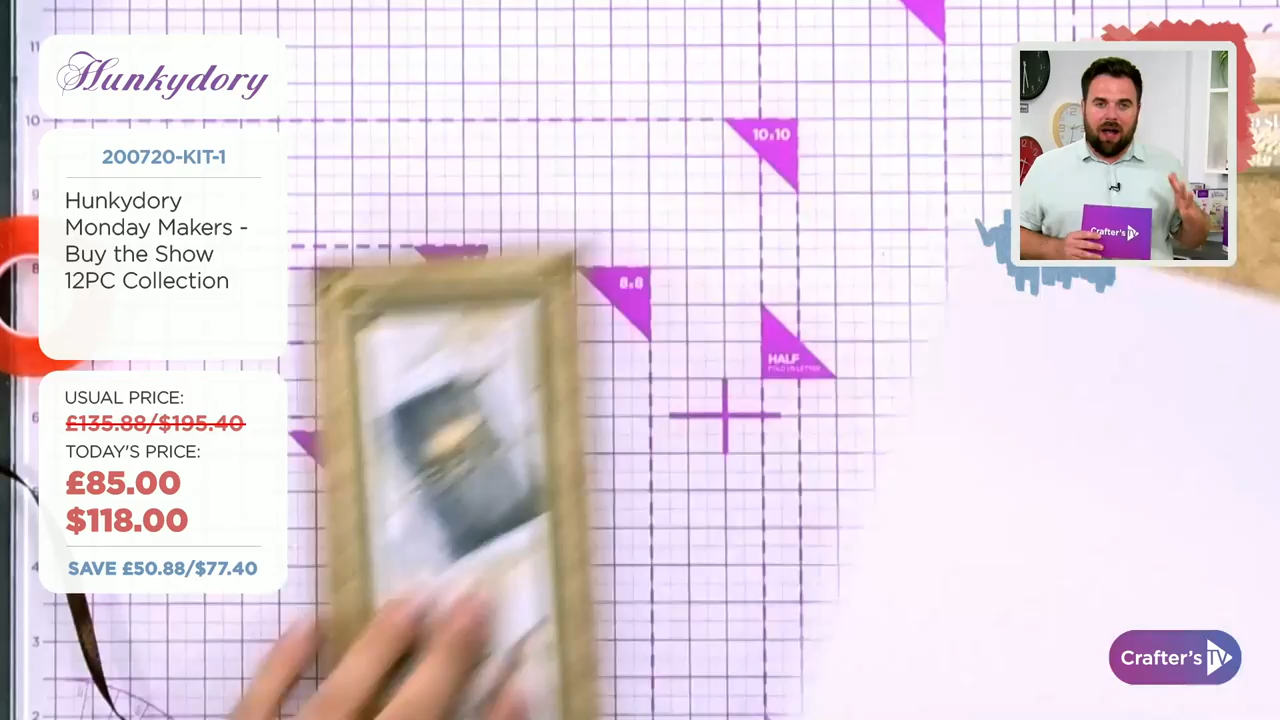 Hunkydory
200720-KIT-1
Hunkydory
Monday Makers -
Buy the Show
12PC Collection
USUAL PRICE:
£135.88/$195.40
TODAY'S PRICE:
£85.00
$118.00
SAVE £50.88/$77.40
11
10
9
8
6
4
3
2
10x10
8x8
HALF
Crafter's TV
Crafter's TV